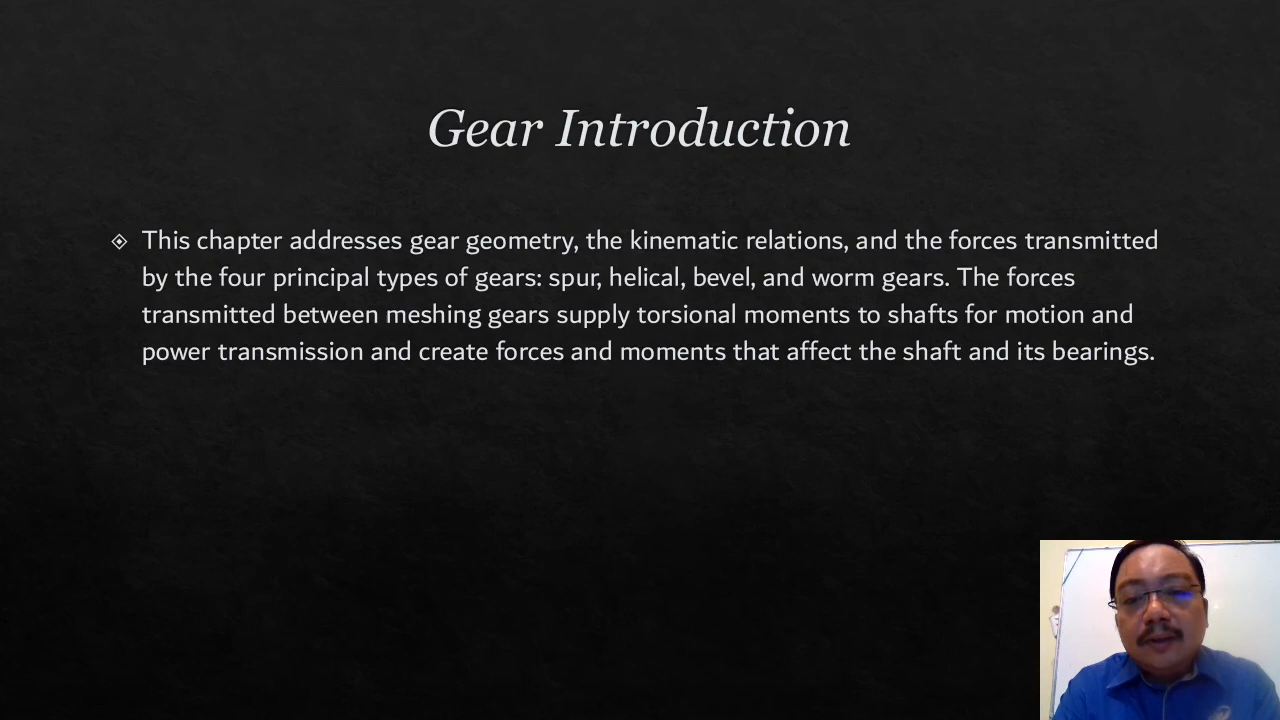 Gear Introduction
This chapter addresses gear geometry, the kinematic relations, and the forces transmitted
by the four principal types of gears: spur, helical, bevel, and worm gears. The forces
transmitted between meshing gears supply torsional moments to shafts for motion and
power transmission and create forces and moments that affect the shaft and its bearings.